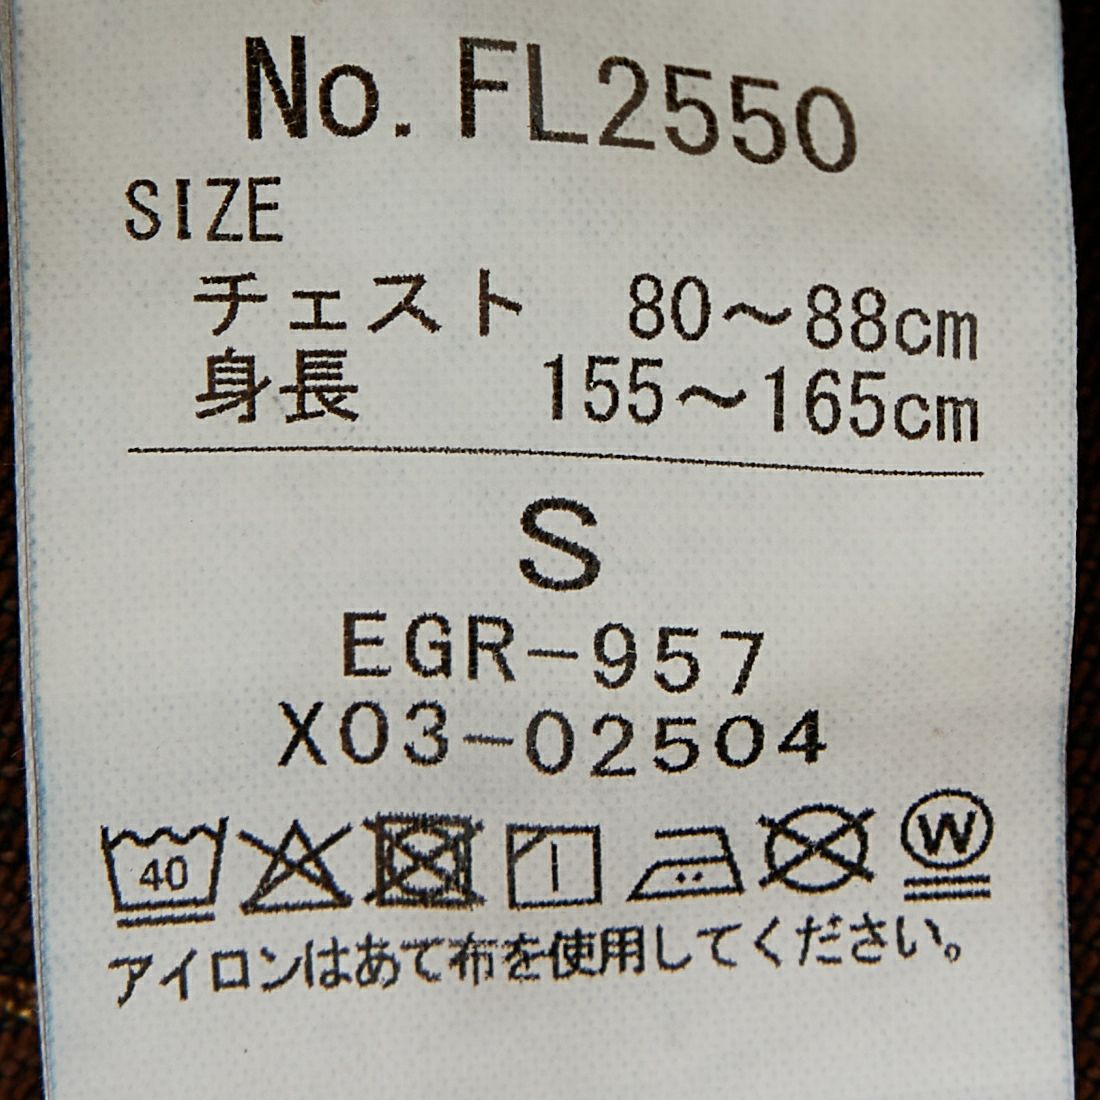 No. FL2550
SIZE
チェスト 80～88cm
身長 155～165cm
S
EGR-957
X03-02504
40 W
アイロンはあて布を使用してください。